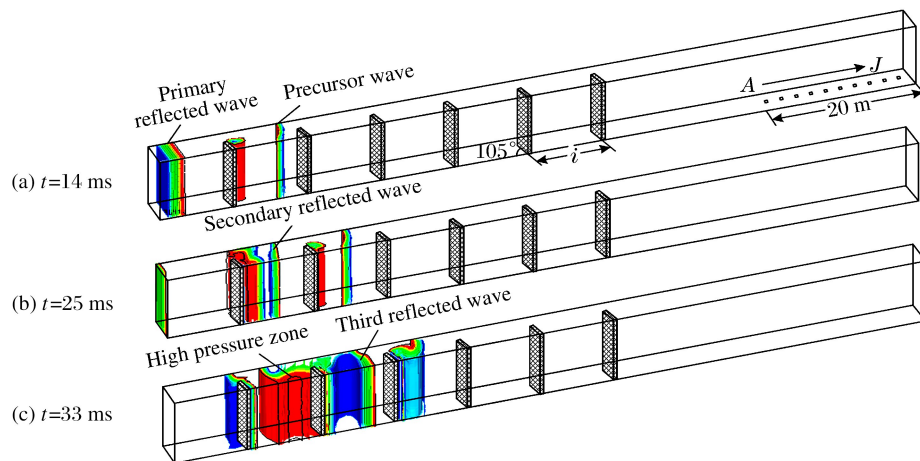 Primary
reflected wave
Precursor wave
A
J
20 m
105°
i
(a) t=14 ms
Secondary reflected wave
(b) t=25 ms
Third reflected wave
High pressure zone
(c) t=33 ms